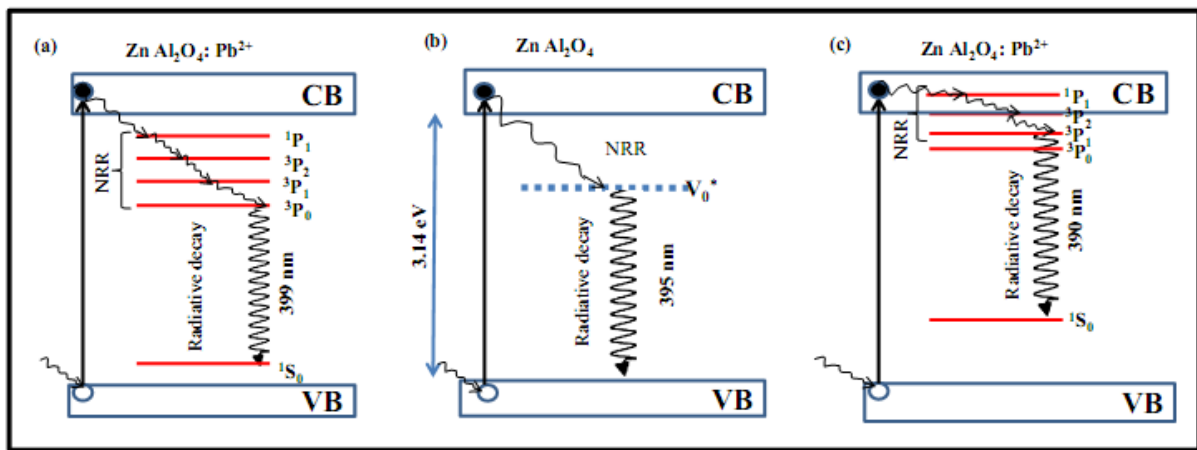 (a)
Zn Al₂O₄: Pb²⁺
CB
¹P₁
³P₂
³P₁
³P₀
NRR
Radiative decay
399 nm
¹S₀
VB
(b)
Zn Al₂O₄
CB
NRR
V₀*
3.14 eV
Radiative decay
395 nm
VB
(c)
Zn Al₂O₄: Pb²⁺
CB
¹P₁
³P₂
³P₁
³P₀
NRR
Radiative decay
390 nm
¹S₀
VB